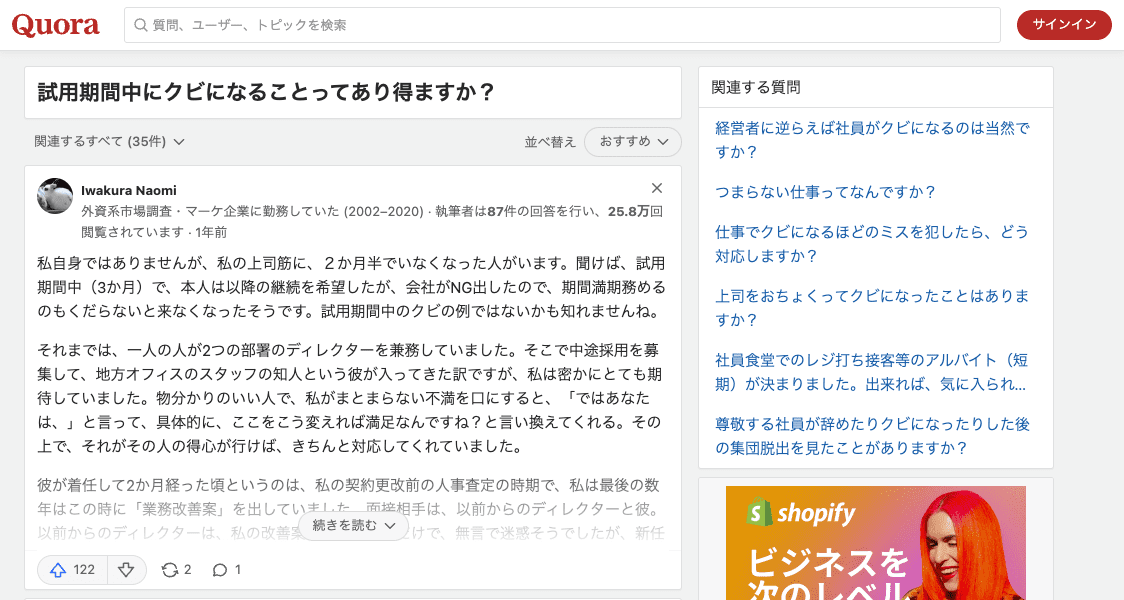 Quora
質問、ユーザー、トピックを検索
サインイン
試用期間中にクビになることってあり得ますか？
関連するすべて (35件)
並べ替え
おすすめ
Iwakura Naomi
外資系市場調査・マーケ企業に勤務していた (2002–2020) · 執筆者は87件の回答を行い、25.8万回
閲覧されています · 1年前
私自身ではありませんが、私の上司筋に、２か月半でいなくなった人がいます。聞けば、試用
期間中（3か月）で、本人は以降の継続を希望したが、会社がNG出したので、期間満期務める
のもくだらないと来なくなったそうです。試用期間中のクビの例ではないかも知れませんね。
それまでは、一人の人が2つの部署のディレクターを兼務していました。そこで中途採用を募
集して、地方オフィスのスタッフの知人という彼が入ってきた訳ですが、私は密かにとても期
待していました。物分かりのいい人で、私がまとまらない不満を口にすると、「ではあなた
は、」と言って、具体的に、ここをこう変えれば満足なんですね？と言い換えてくれる。その
上で、それがその人の得心が行けば、きちんと対応してくれていました。
彼が着任して2か月経った頃というのは、私の契約更改前の人事査定の時期で、私は最後の数
年はこの時に「業務改善案」を出していました。面接相手は、以前からのディレクターと彼。
以前からのディレクターは、私の改善案
けで、無言で迷惑そうでしたが、新任
続きを読む
122
2
1
関連する質問
経営者に逆らえば社員がクビになるのは当然で
すか？
つまらない仕事ってなんですか？
仕事でクビになるほどのミスを犯したら、どう
対応しますか？
上司をおちょくってクビになったことはありま
すか？
社員食堂でのレジ打ち接客等のアルバイト（短
期）が決まりました。出来れば、気に入られ...
尊敬する社員が辞めたりクビになったりした後
の集団脱出を見たことがありますか？
shopify
ビジネスを
次のレベル